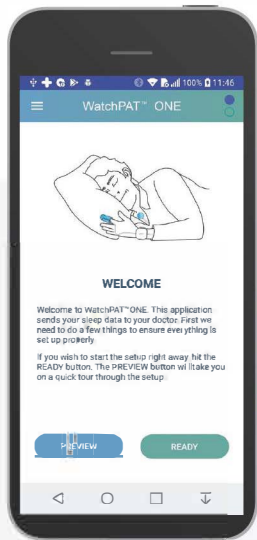 100% 11:46
WatchPAT™ ONE
WELCOME
Welcome to WatchPAT™ONE. This application
sends your sleep data to your doctor. First we
need to do a few things to ensure everything is
set up properly
If you wish to start the setup right away, hit the
READY button. The PREVIEW button will take you
on a quick tour through the setup.
PREVIEW
READY